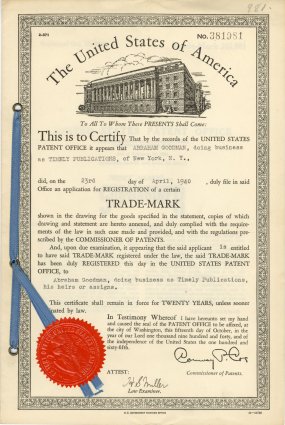 981-
2-371
No. 381981
The United States of America
To All To Whom These PRESENTS Shall Come:
This is to Certify That by the records of the UNITED STATES
PATENT OFFICE it appears that ABRAHAM GOODMAN, doing business
as TIMELY PUBLICATIONS, of New York, N. Y.,
did, on the 23rd day of April, 1940 , duly file in said
Office an application for REGISTRATION of a certain
TRADE-MARK
shown in the drawing for the goods specified in the statement, copies of which
drawing and statement are hereto annexed, and duly complied with the require-
ments of the law in such case made and provided, and with the regulations pre-
scribed by the COMMISSIONER OF PATENTS.
And, upon due examination, it appearing that the said applicant is entitled
to have said TRADE-MARK registered under the law, the said TRADE-MARK
has been duly REGISTERED this day in the UNITED STATES PATENT
OFFICE, to
Abraham Goodman, doing business as Timely Publications,
his heirs or assigns.
This certificate shall remain in force for TWENTY YEARS, unless sooner
terminated by law.
In Testimony Whereof I have hereunto set my
hand and caused the seal of the PATENT OFFICE to be affixed, at
the city of Washington, this fifteenth day of October, in the
year of our Lord one thousand nine hundred and forty, and of
the independence of the United States the one hundred and
sixty-fifth.
Conway P. Coe
Commissioner of Patents.
ATTEST:
Law Examiner.